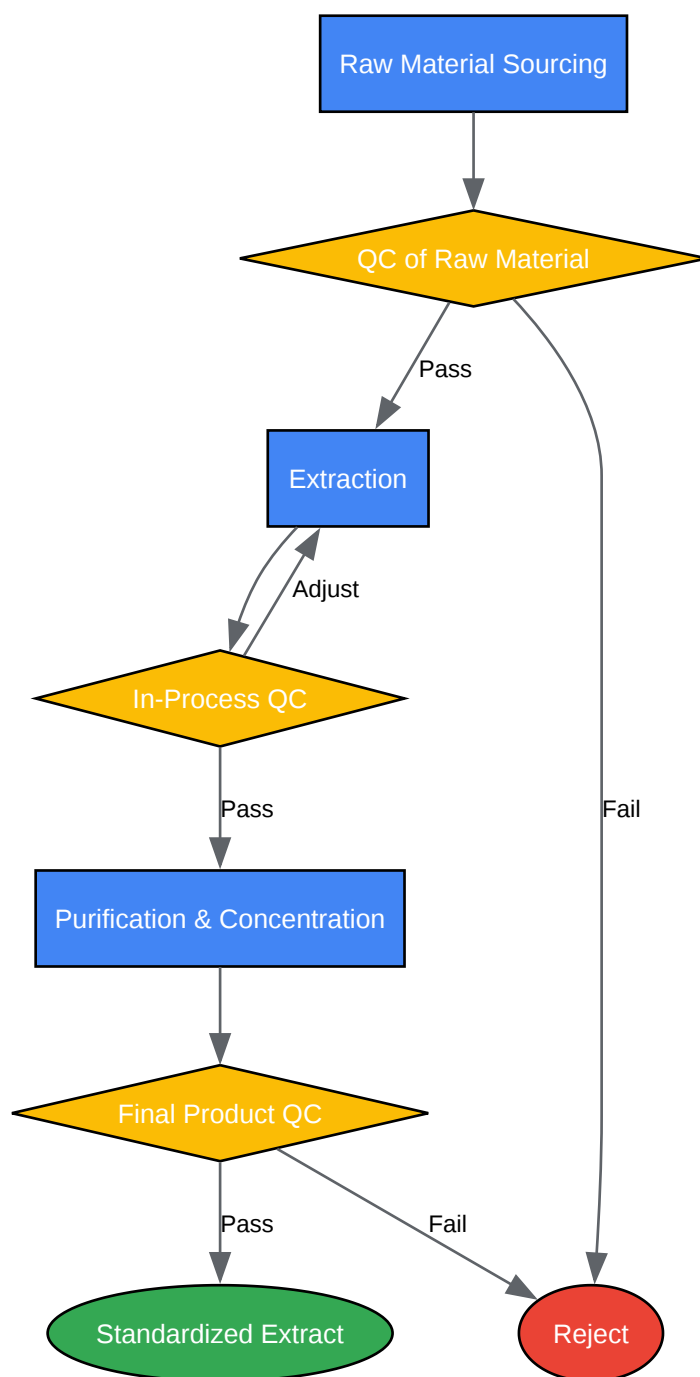 Raw Material Sourcing
QC of Raw Material
Pass
Extraction
Adjust
In-Process QC
Pass
Fail
Purification & Concentration
Final Product QC
Pass
Fail
Standardized Extract
Reject